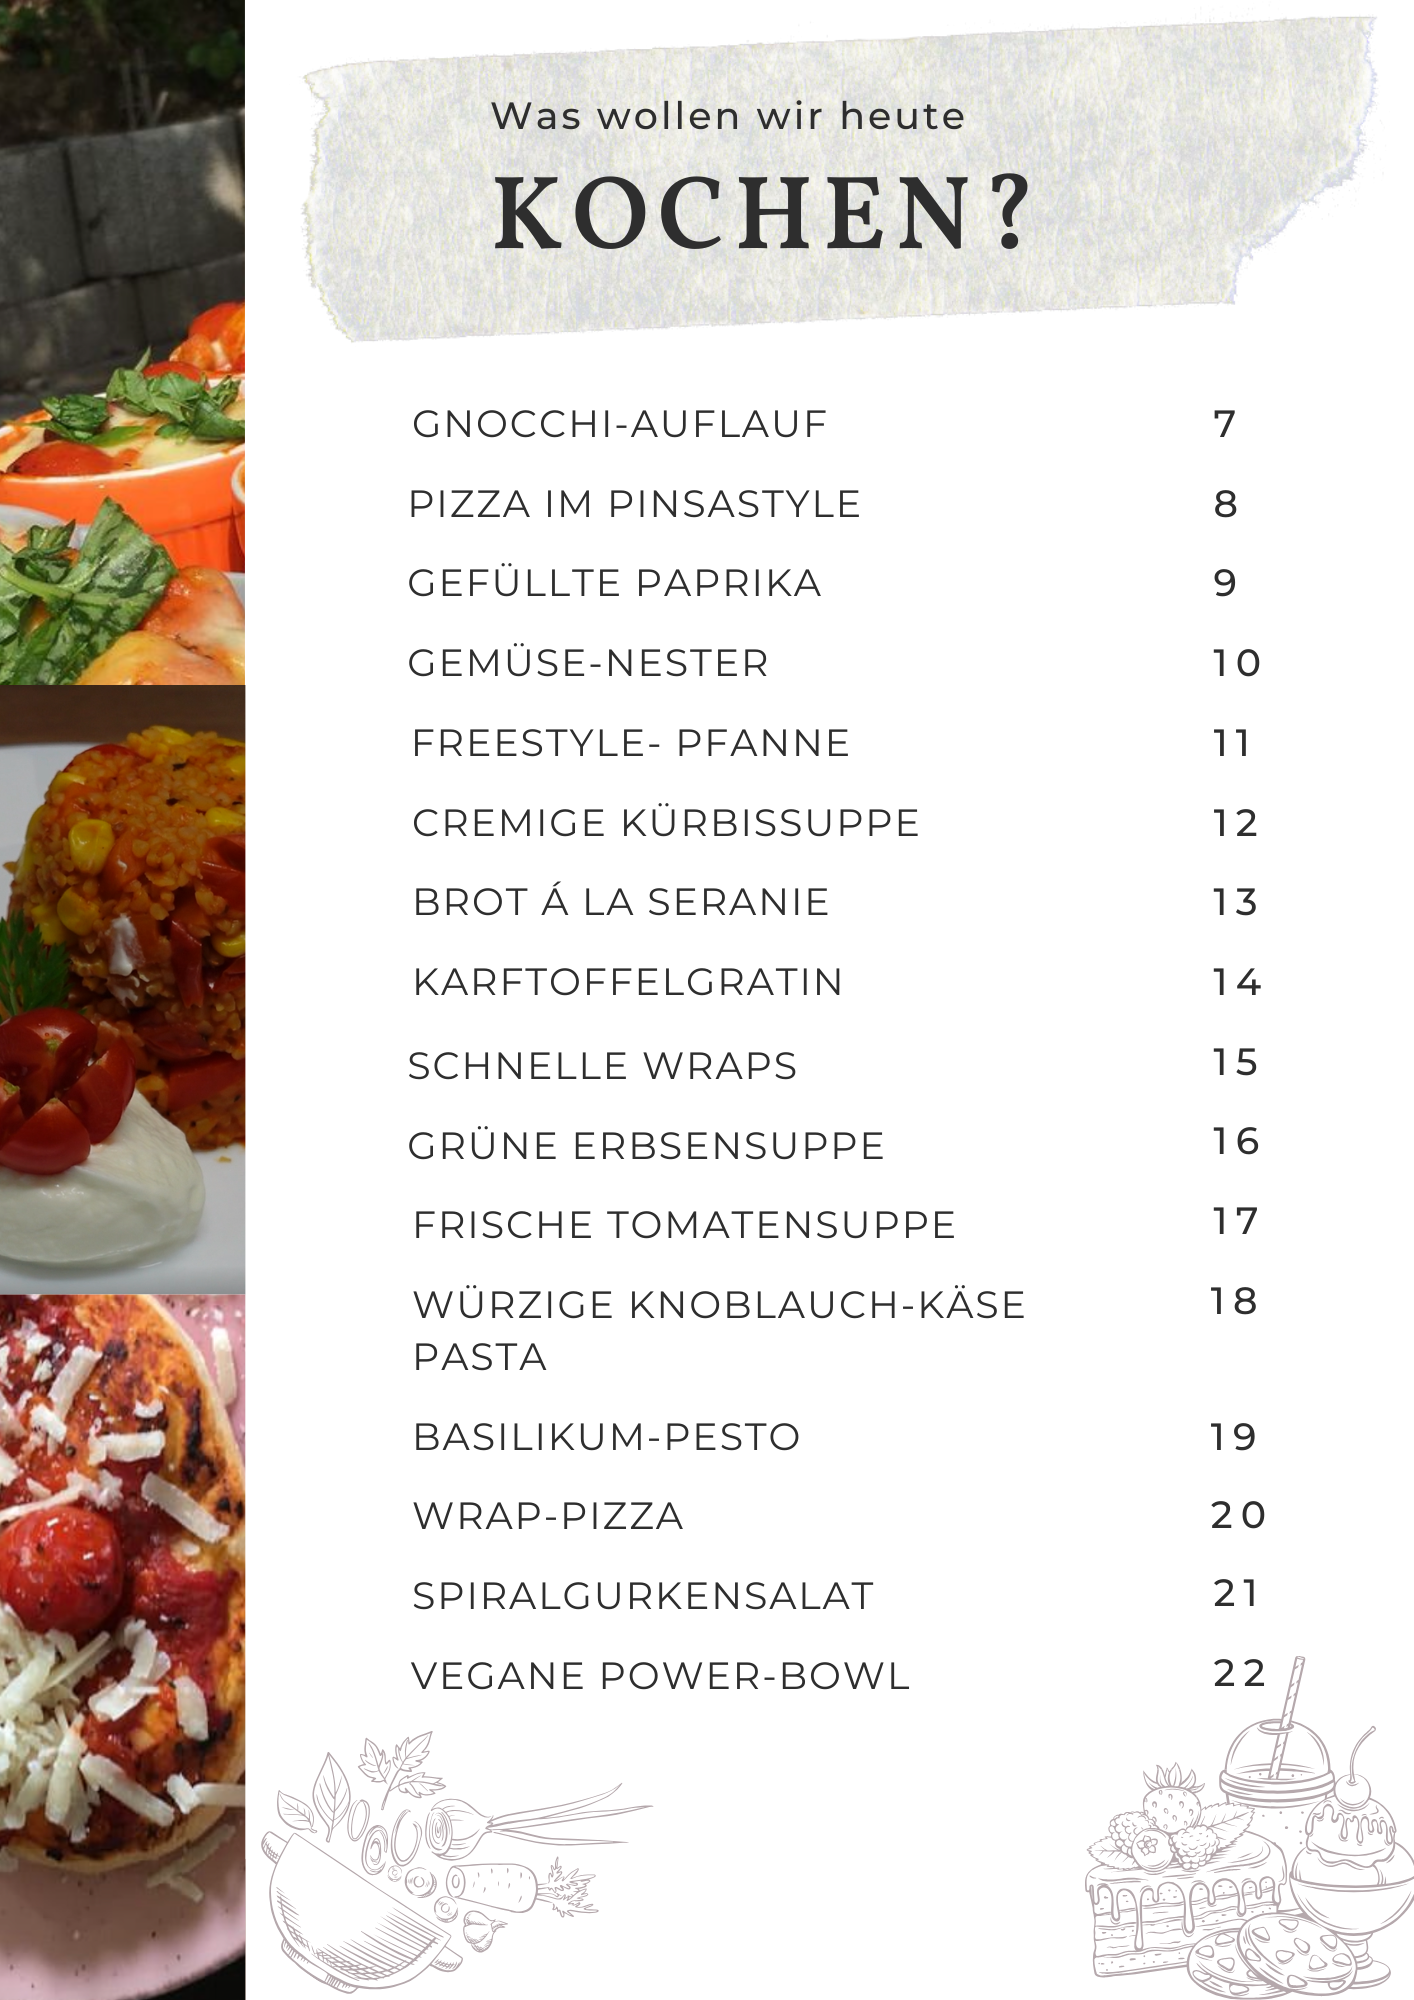 Was wollen wir heute
KOCHEN?
GNOCCHI-AUFLAUF 7
PIZZA IM PINSASTYLE 8
GEFÜLLTE PAPRIKA 9
GEMÜSE-NESTER 10
FREESTYLE- PFANNE 11
CREMIGE KÜRBISSUPPE 12
BROT Á LA SERANIE 13
KARFTOFFELGRATIN 14
SCHNELLE WRAPS 15
GRÜNE ERBSENSUPPE 16
FRISCHE TOMATENSUPPE 17
WÜRZIGE KNOBLAUCH-KÄSE 18
PASTA
BASILIKUM-PESTO 19
WRAP-PIZZA 20
SPIRALGURKENSALAT 21
VEGANE POWER-BOWL 22